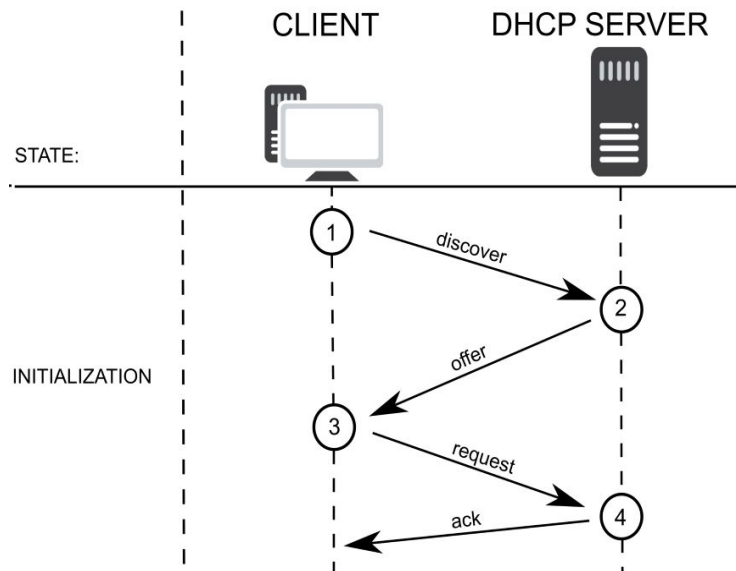 CLIENT
DHCP SERVER
STATE:
1
discover
2
INITIALIZATION
offer
3
request
4
ack